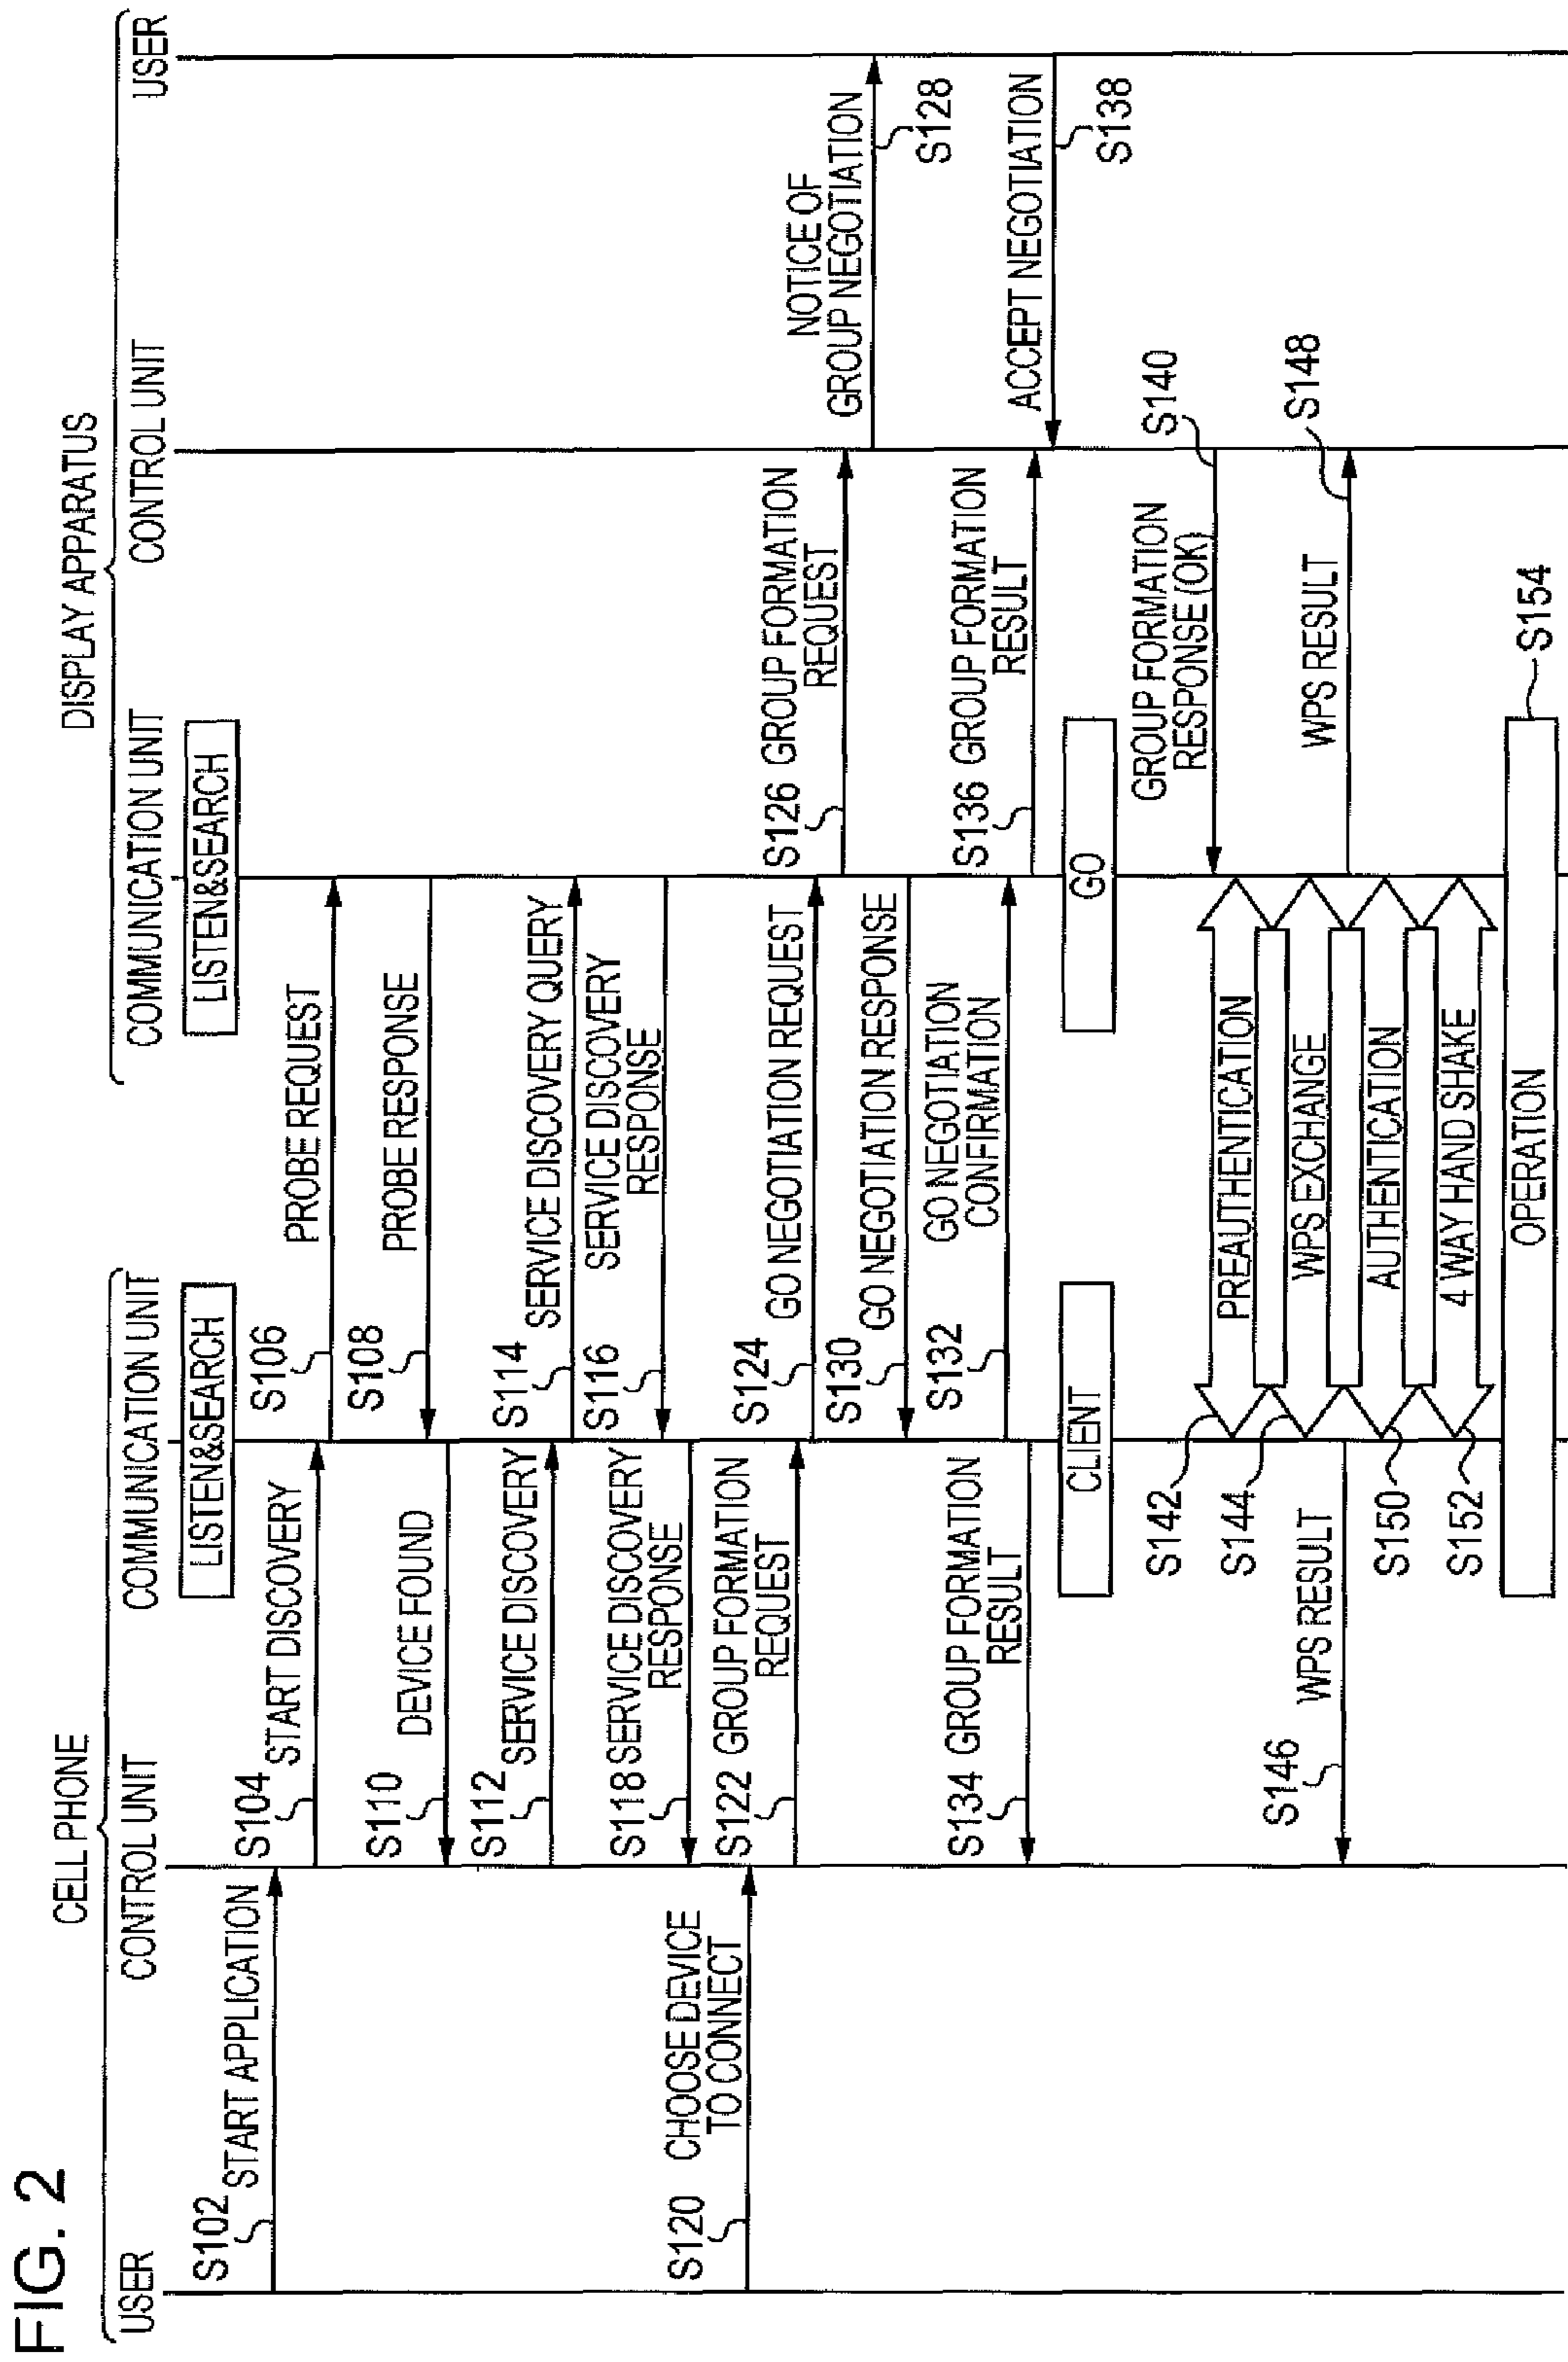 FIG. 2
CELL PHONE
DISPLAY APPARATUS
USER
CONTROL UNIT
COMMUNICATION UNIT
COMMUNICATION UNIT
CONTROL UNIT
USER
LISTEN&SEARCH
LISTEN&SEARCH
S102
START APPLICATION
S104
START DISCOVERY
S106
PROBE REQUEST
S108
PROBE RESPONSE
S110
DEVICE FOUND
S112
SERVICE DISCOVERY
S114
SERVICE DISCOVERY QUERY
S116
SERVICE DISCOVERY
RESPONSE
S118
SERVICE DISCOVERY
RESPONSE
S120
CHOOSE DEVICE
TO CONNECT
S122
GROUP FORMATION
REQUEST
S124
GO NEGOTIATION REQUEST
S126
GROUP FORMATION
REQUEST
NOTICE OF
GROUP NEGOTIATION
S128
S130
GO NEGOTIATION RESPONSE
S132
GO NEGOTIATION
CONFIRMATION
S134
GROUP FORMATION
RESULT
S136
GROUP FORMATION
RESULT
ACCEPT NEGOTIATION
S138
CLIENT
GO
GROUP FORMATION
RESPONSE (OK)
S140
S142
PREAUTHENTICATION
S144
WPS EXCHANGE
S146
WPS RESULT
WPS RESULT
S148
S150
AUTHENTICATION
S152
4 WAY HAND SHAKE
OPERATION
S154